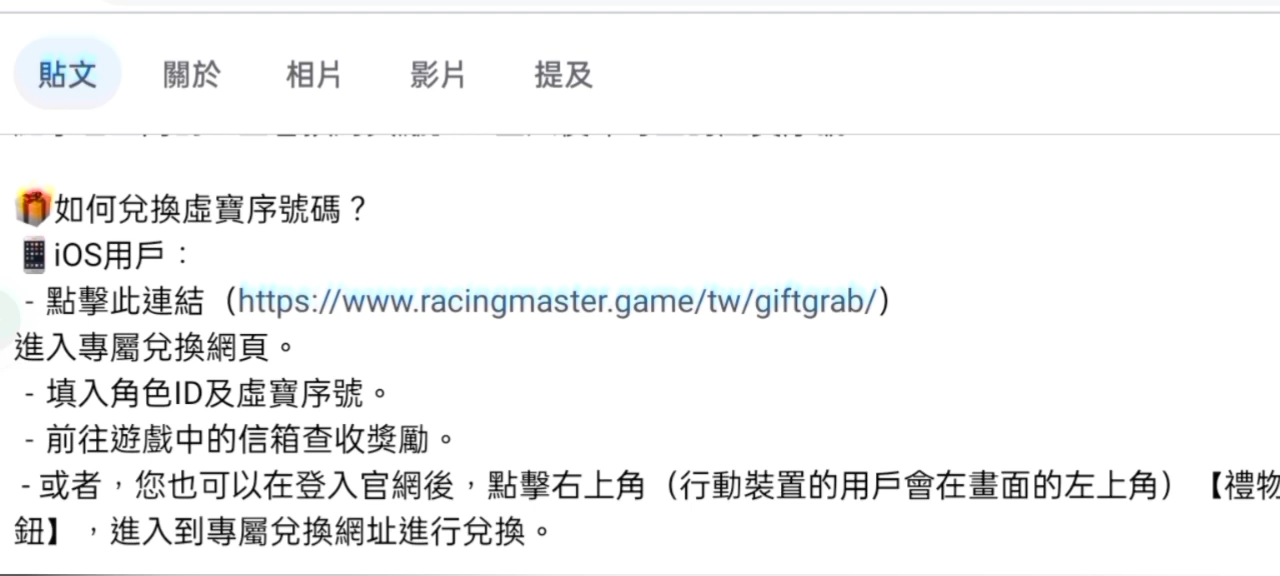 貼文 關於 相片 影片 提及
如何兌換虛寶序號碼？
iOS用戶：
- 點擊此連結（https://www.racingmaster.game/tw/giftgrab/）
進入專屬兌換網頁。
- 填入角色ID及虛寶序號。
- 前往遊戲中的信箱查收獎勵。
- 或者，您也可以在登入官網後，點擊右上角（行動裝置的用戶會在畫面的左上角）【禮物
鈕】，進入到專屬兌換網址進行兌換。